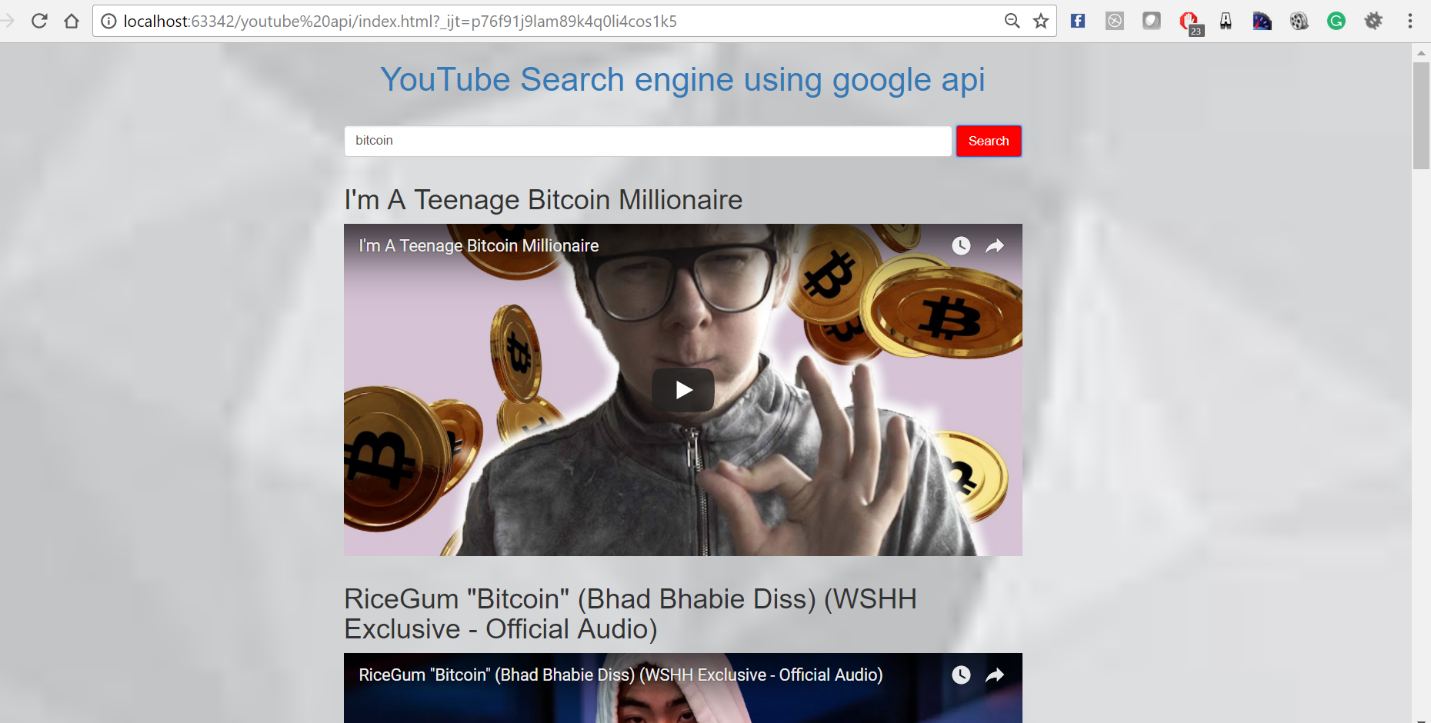 localhost:63342/youtube%20api/index.html?_ijt=p76f91j9lam89k4q0li4cos1k5
23
YouTube Search engine using google api
bitcoin
Search
I'm A Teenage Bitcoin Millionaire
I'm A Teenage Bitcoin Millionaire
RiceGum "Bitcoin" (Bhad Bhabie Diss) (WSHH
Exclusive - Official Audio)
RiceGum "Bitcoin" (Bhad Bhabie Diss) (WSHH Exclusive - Official Audio)